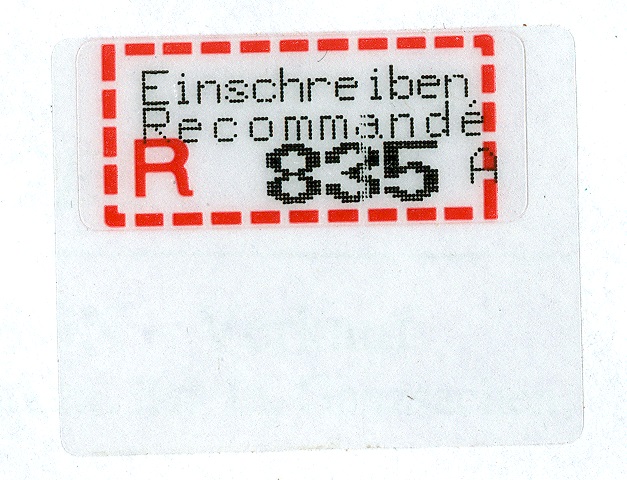 Einschreiben
Recommandé
R 835 A